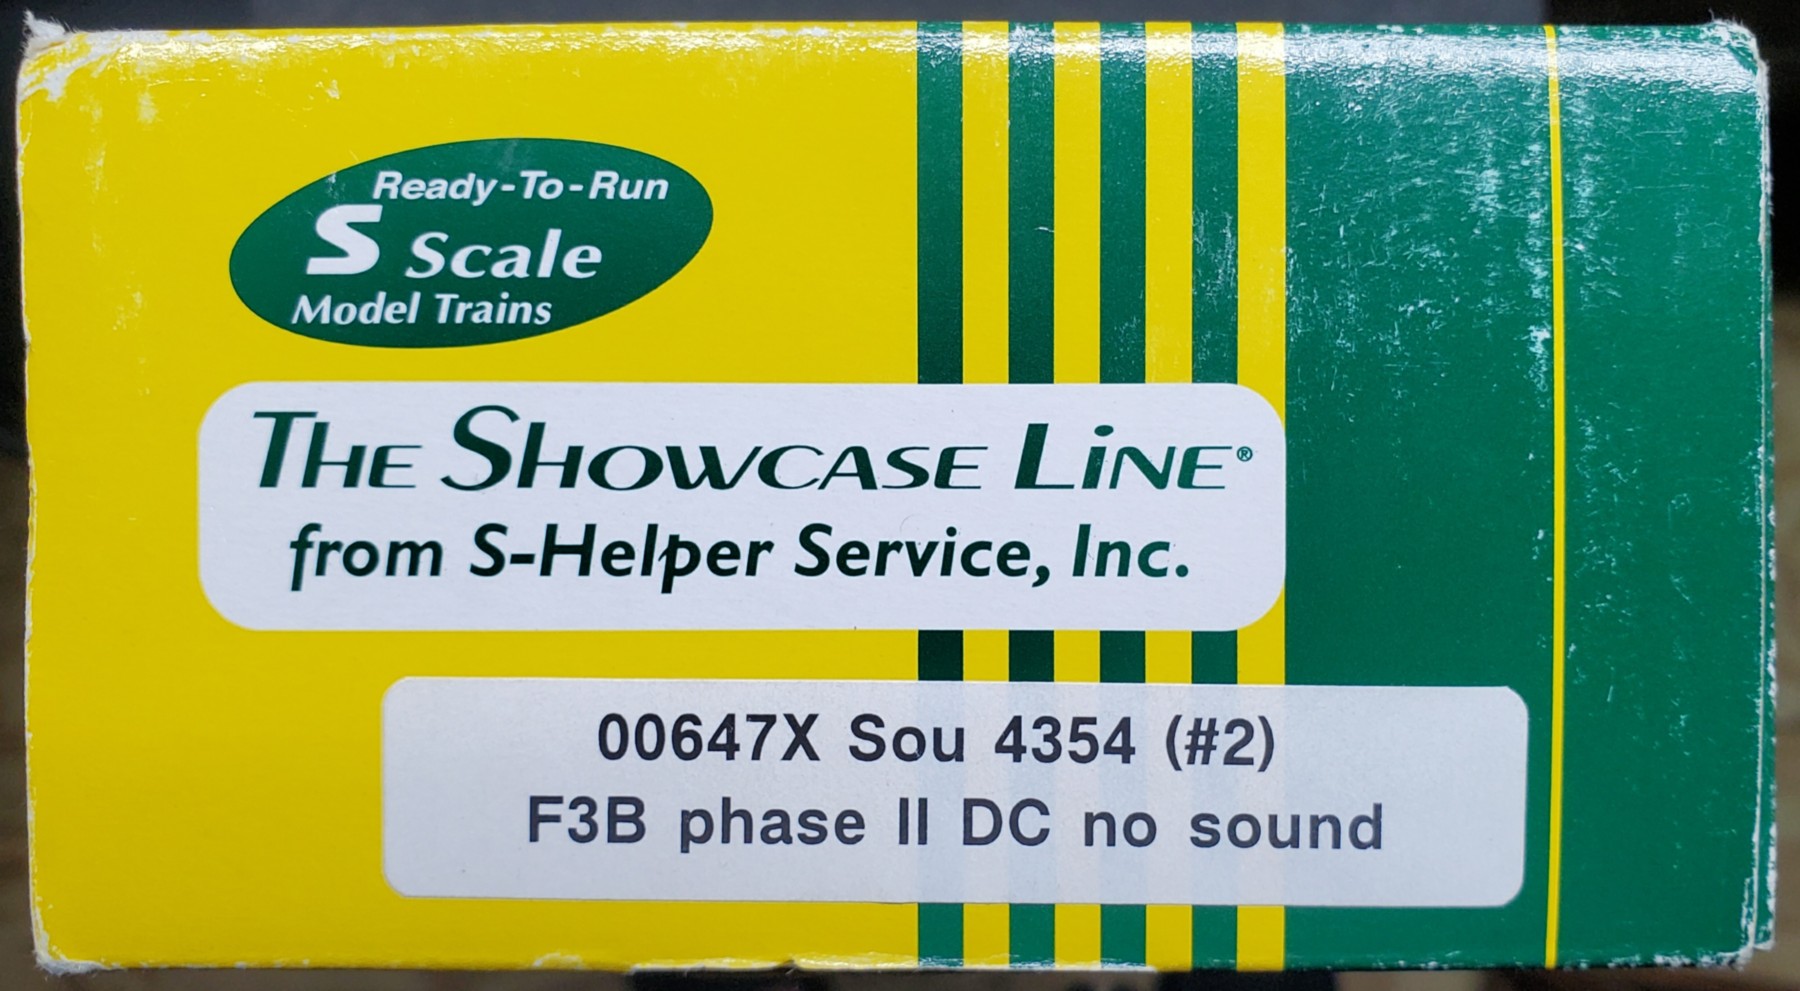 Ready-To-Run
S Scale
Model Trains
THE SHOWCASE LiNE®
from S-Helper Service, Inc.
00647X Sou 4354 (#2)
F3B phase II DC no sound